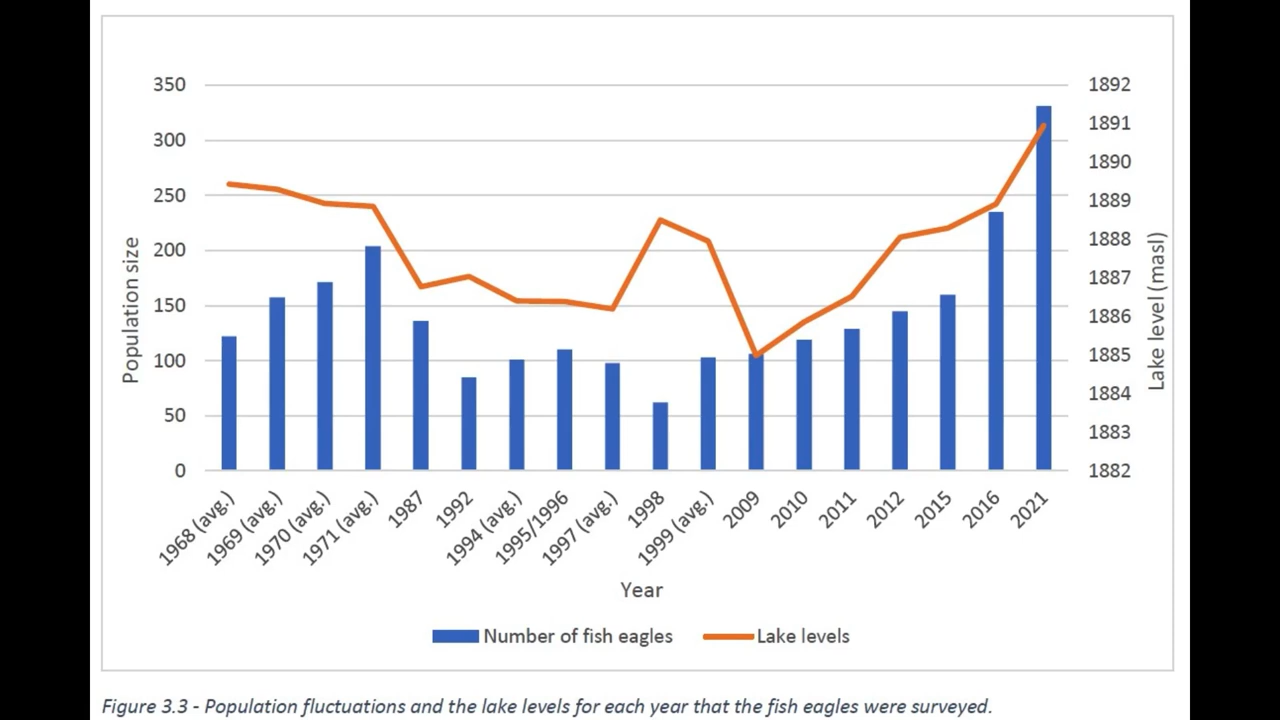 350
300
250
200
150
100
50
0
Population size
1892
1891
1890
1889
1888
1887
1886
1885
1884
1883
1882
Lake level (masl)
1968 (avg.)
1969 (avg.)
1970 (avg.)
1971 (avg.)
1987
1992
1994 (avg.)
1995/1996
1997 (avg.)
1998
1999 (avg.)
2009
2010
2011
2012
2015
2016
2021
Year
Number of fish eagles
Lake levels
Figure 3.3 - Population fluctuations and the lake levels for each year that the fish eagles were surveyed.